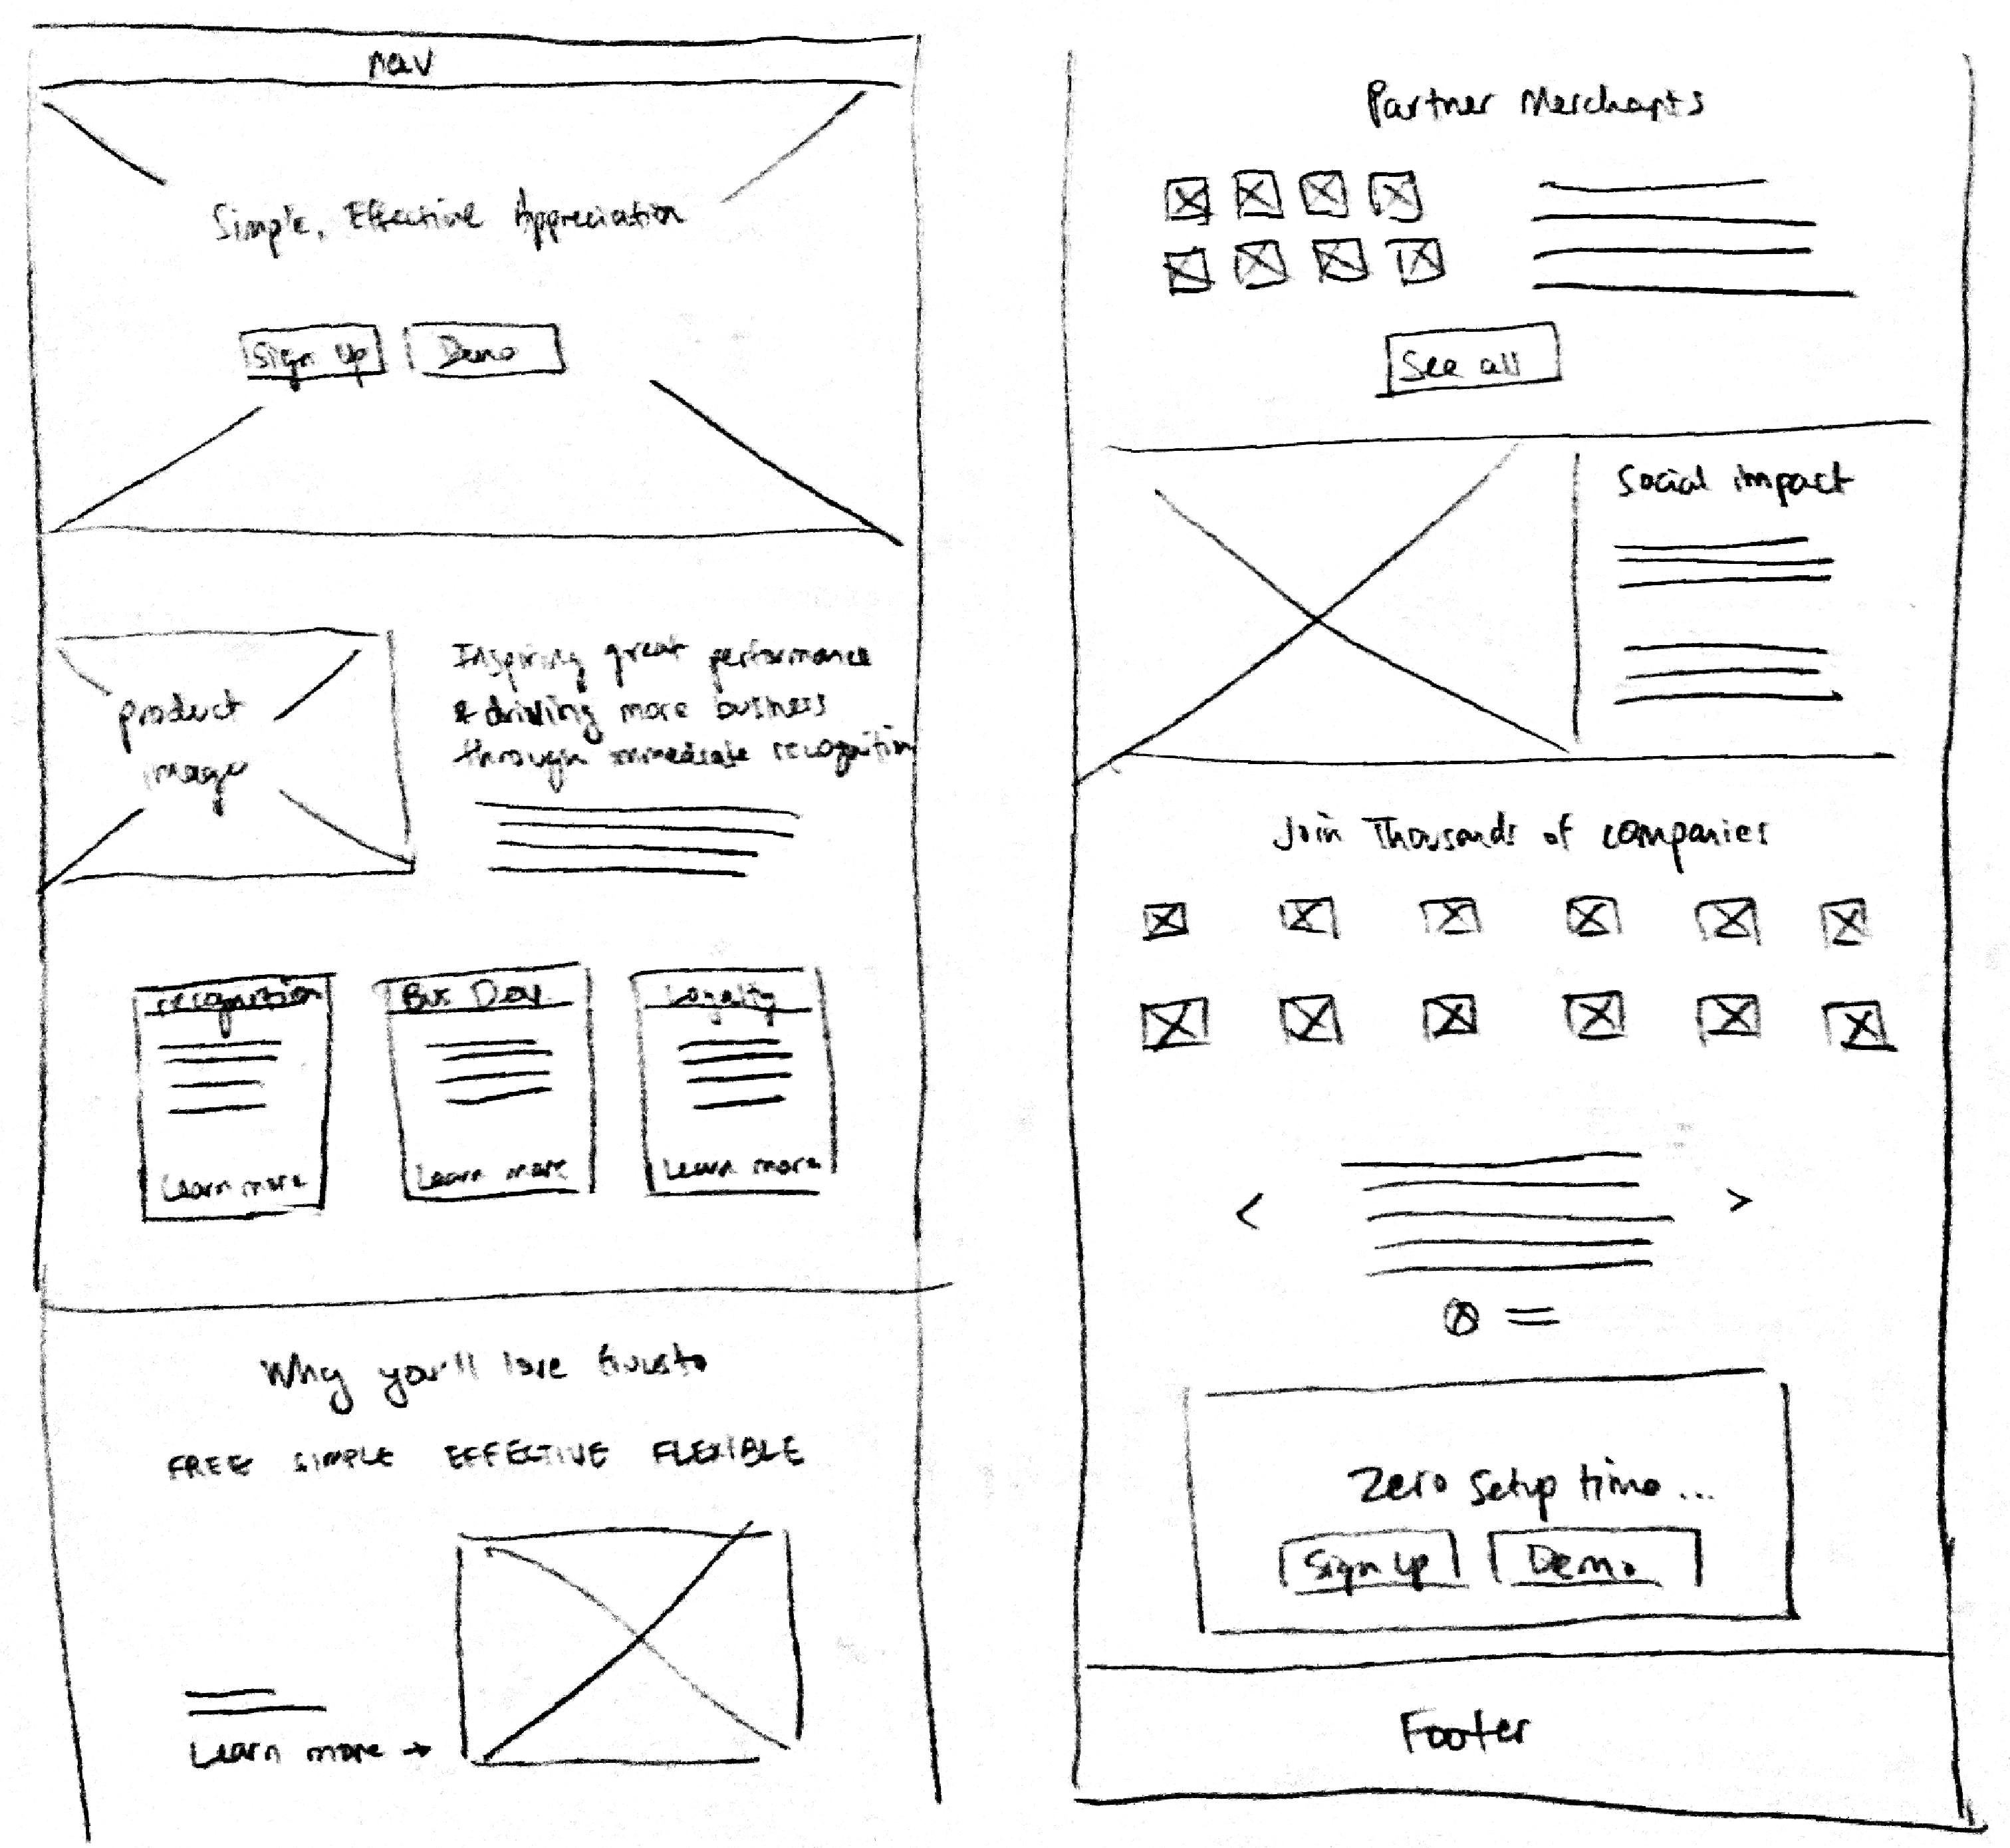 nav
Simple, Effective Appreciation
Sign Up
Demo
product
image
Inspiring great performance
& driving more business
through immediate recognition
recognition
Learn more
Bus Dev
Learn more
Loyalty
Learn more
Why you'll love
FREE SIMPLE EFFECTIVE FLEXIBLE
Learn more →
Partner Merchants
See all
Social impact
Join Thousands of companies
<
>
Zero Setup time...
Sign Up
Demo
Footer